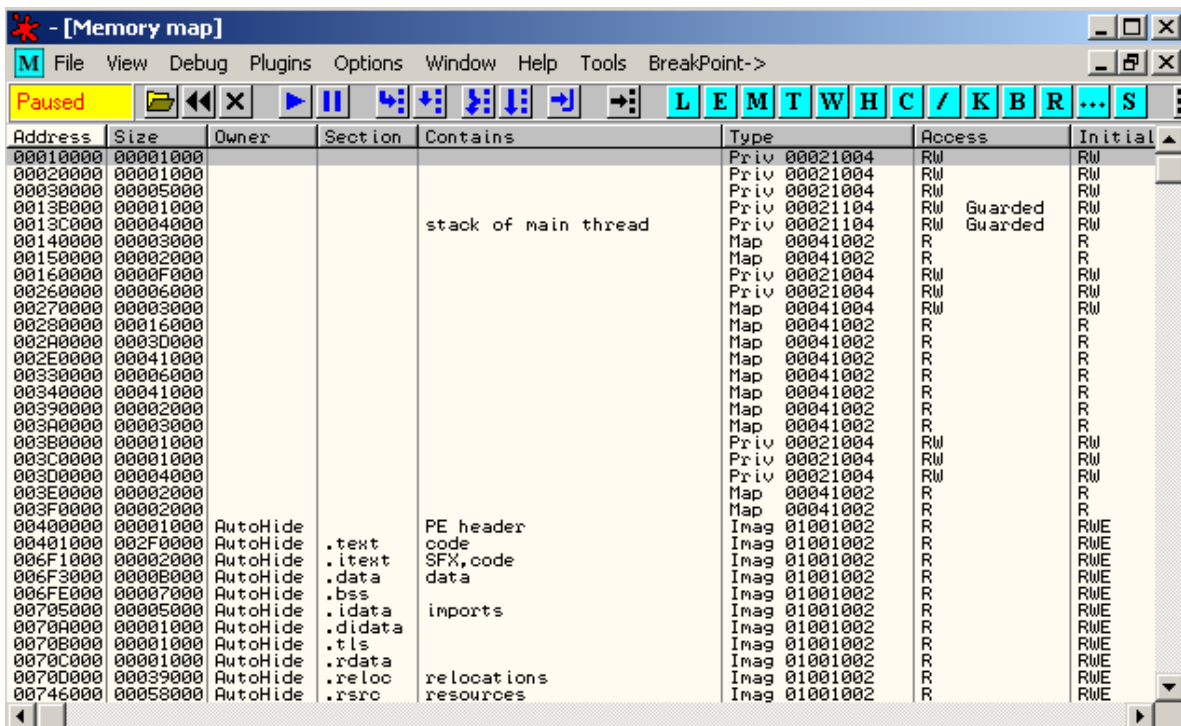 - [Memory map]
M File View Debug Plugins Options Window Help Tools BreakPoint->
Paused L E M T W H C / K B R ... S
Address Size Owner Section Contains Type Access Initial
00010000 00001000 Priv 00021004 RW RW
00020000 00001000 Priv 00021004 RW RW
00030000 00005000 Priv 00021004 RW RW
0013B000 00001000 Priv 00021104 RW Guarded RW
0013C000 00004000 stack of main thread Priv 00021104 RW Guarded RW
00140000 00003000 Map 00041002 R R
00150000 00002000 Map 00041002 R R
00160000 0000F000 Priv 00021004 RW RW
00260000 00006000 Priv 00021004 RW RW
00270000 00003000 Map 00041004 RW RW
00280000 00016000 Map 00041002 R R
002A0000 0003D000 Map 00041002 R R
002E0000 00041000 Map 00041002 R R
00330000 00006000 Map 00041002 R R
00340000 00041000 Map 00041002 R R
00390000 00002000 Map 00041002 R R
003A0000 00003000 Map 00041002 R R
003B0000 00001000 Priv 00021004 RW RW
003C0000 00001000 Priv 00021004 RW RW
003D0000 00004000 Priv 00021004 RW RW
003E0000 00002000 Map 00041002 R R
003F0000 00002000 Map 00041002 R R
00400000 00001000 AutoHide PE header Imag 01001002 R RWE
00401000 002F0000 AutoHide .text code Imag 01001002 R RWE
006F1000 00002000 AutoHide .itext SFX,code Imag 01001002 R RWE
006F3000 0000B000 AutoHide .data data Imag 01001002 R RWE
006FE000 00007000 AutoHide .bss Imag 01001002 R RWE
00705000 00005000 AutoHide .idata imports Imag 01001002 R RWE
0070A000 00001000 AutoHide .didata Imag 01001002 R RWE
0070B000 00001000 AutoHide .tls Imag 01001002 R RWE
0070C000 00001000 AutoHide .rdata Imag 01001002 R RWE
0070D000 00039000 AutoHide .reloc relocations Imag 01001002 R RWE
00746000 00058000 AutoHide .rsrc resources Imag 01001002 R RWE